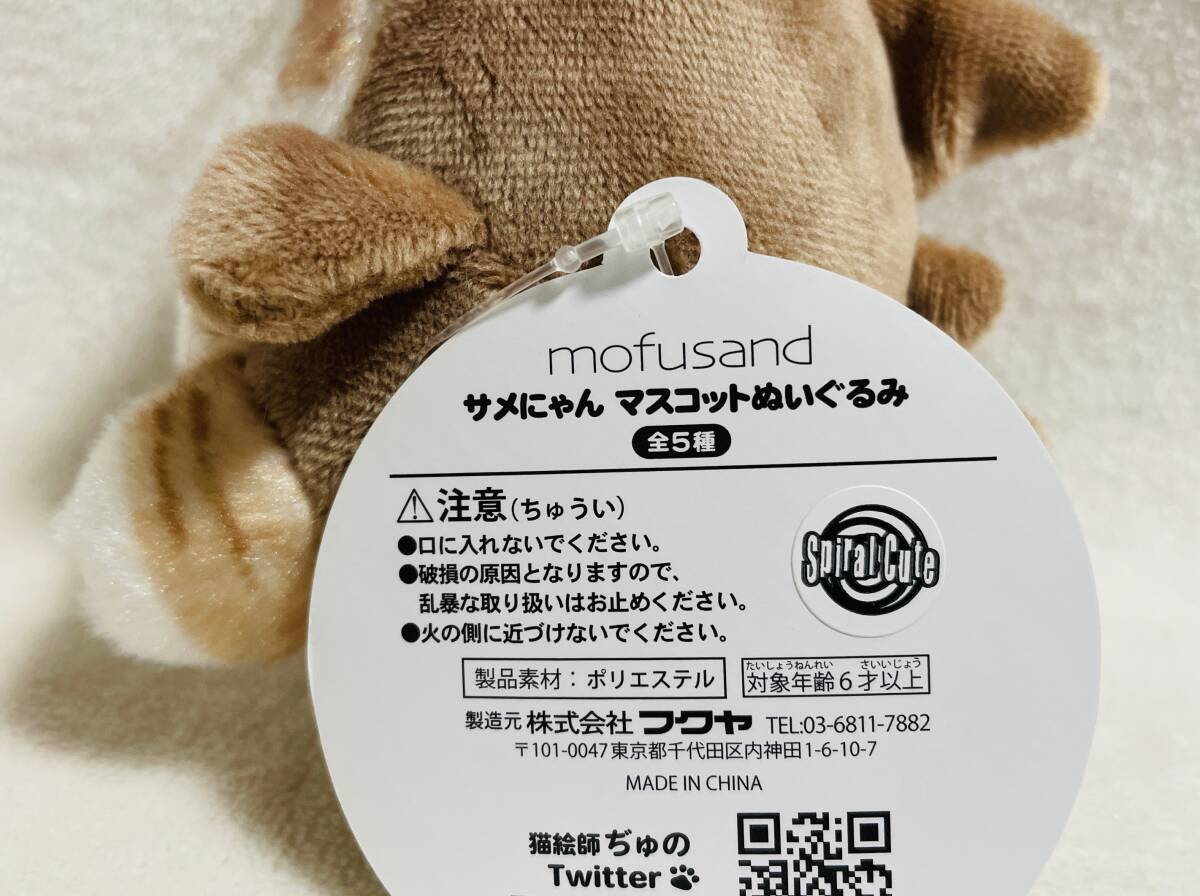 mofusand
サメにゃん マスコットぬいぐるみ
全5種
⚠注意(ちゅうい)
●口に入れないでください。
●破損の原因となりますので、
乱暴な取り扱いはお止めください。
●火の側に近づけないでください。
Spiral Cute
製品素材：ポリエステル
たいしょうねんれい さいいじょう
対象年齢6才以上
製造元 株式会社 フクヤ TEL:03-6811-7882
〒101-0047 東京都千代田区内神田1-6-10-7
MADE IN CHINA
猫絵師ぢゅの
Twitter